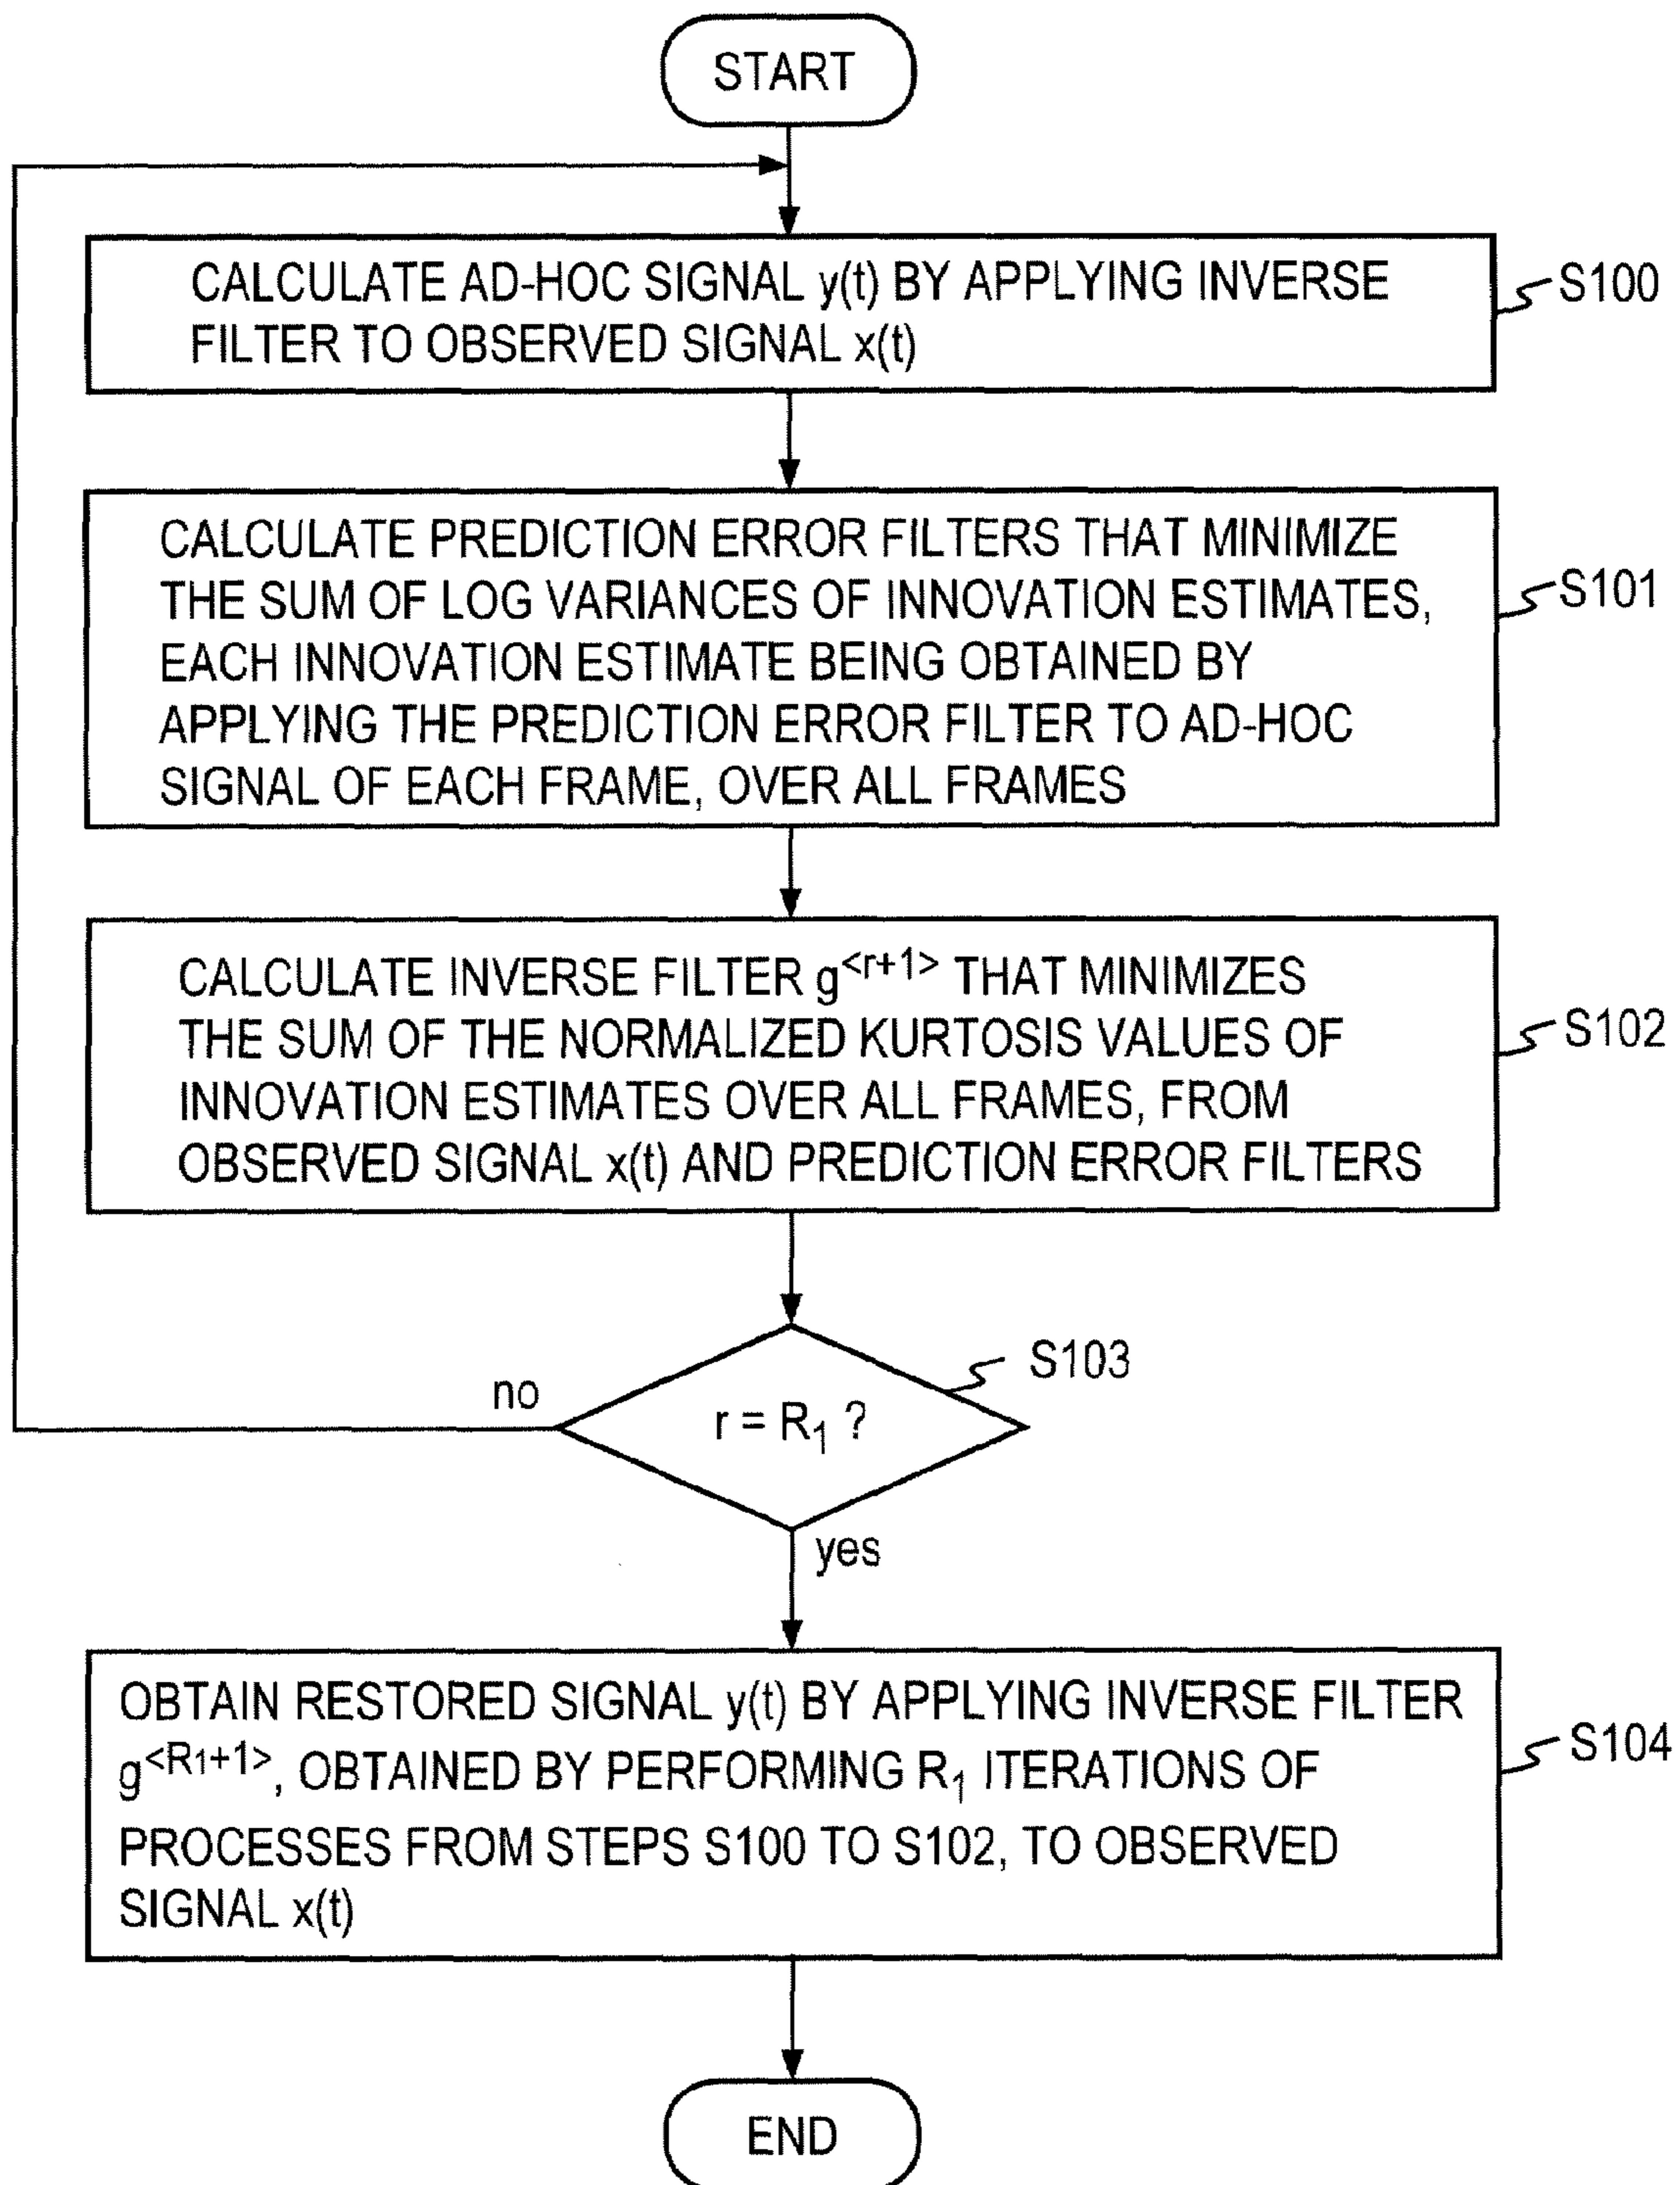 START
CALCULATE AD-HOC SIGNAL y(t) BY APPLYING INVERSE
FILTER TO OBSERVED SIGNAL x(t)
S100
CALCULATE PREDICTION ERROR FILTERS THAT MINIMIZE
THE SUM OF LOG VARIANCES OF INNOVATION ESTIMATES,
EACH INNOVATION ESTIMATE BEING OBTAINED BY
APPLYING THE PREDICTION ERROR FILTER TO AD-HOC
SIGNAL OF EACH FRAME, OVER ALL FRAMES
S101
CALCULATE INVERSE FILTER g<r+1> THAT MINIMIZES
THE SUM OF THE NORMALIZED KURTOSIS VALUES OF
INNOVATION ESTIMATES OVER ALL FRAMES, FROM
OBSERVED SIGNAL x(t) AND PREDICTION ERROR FILTERS
S102
r = R1 ?
S103
no
yes
OBTAIN RESTORED SIGNAL y(t) BY APPLYING INVERSE FILTER
g<R1+1>, OBTAINED BY PERFORMING R1 ITERATIONS OF
PROCESSES FROM STEPS S100 TO S102, TO OBSERVED
SIGNAL x(t)
S104
END